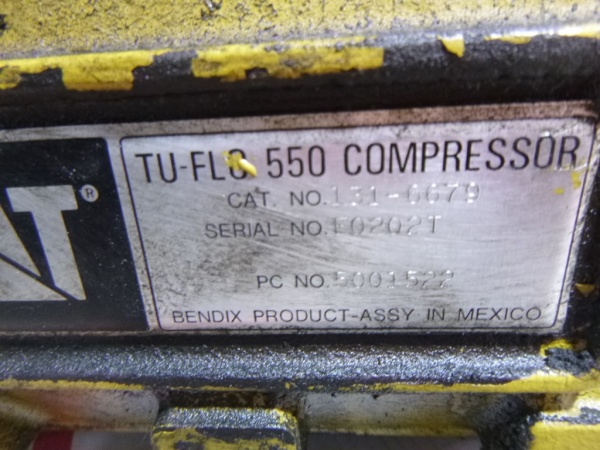 AT®
TU-FLO 550 COMPRESSOR
CAT. NO.131-6679
SERIAL NO.E0202T
PC NO.5001522
BENDIX PRODUCT-ASSY IN MEXICO